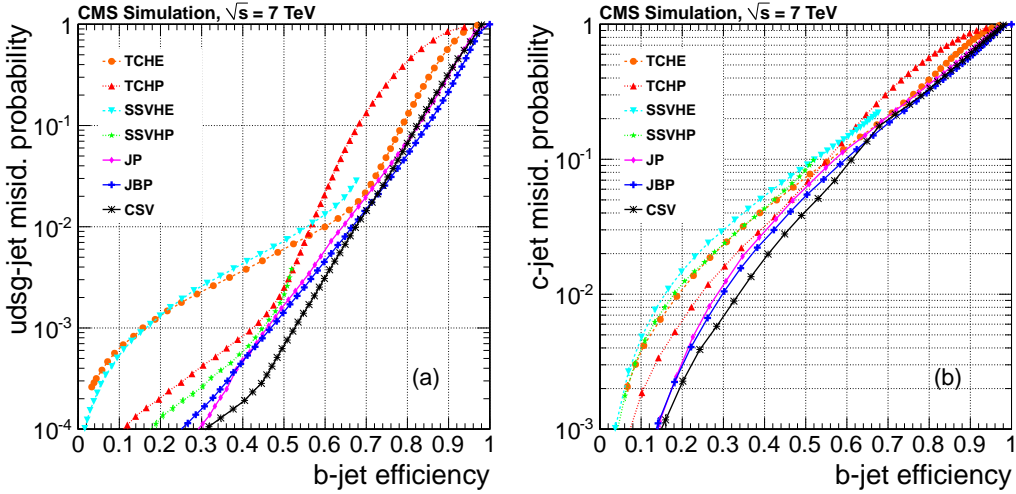 CMS Simulation, √s = 7 TeV
udsg-jet misid. probability
1
10⁻¹
10⁻²
10⁻³
10⁻⁴
TCHE
TCHP
SSVHE
SSVHP
JP
JBP
CSV
(a)
0 0.1 0.2 0.3 0.4 0.5 0.6 0.7 0.8 0.9 1
b-jet efficiency
CMS Simulation, √s = 7 TeV
c-jet misid. probability
1
10⁻¹
10⁻²
10⁻³
TCHE
TCHP
SSVHE
SSVHP
JP
JBP
CSV
(b)
0 0.1 0.2 0.3 0.4 0.5 0.6 0.7 0.8 0.9 1
b-jet efficiency